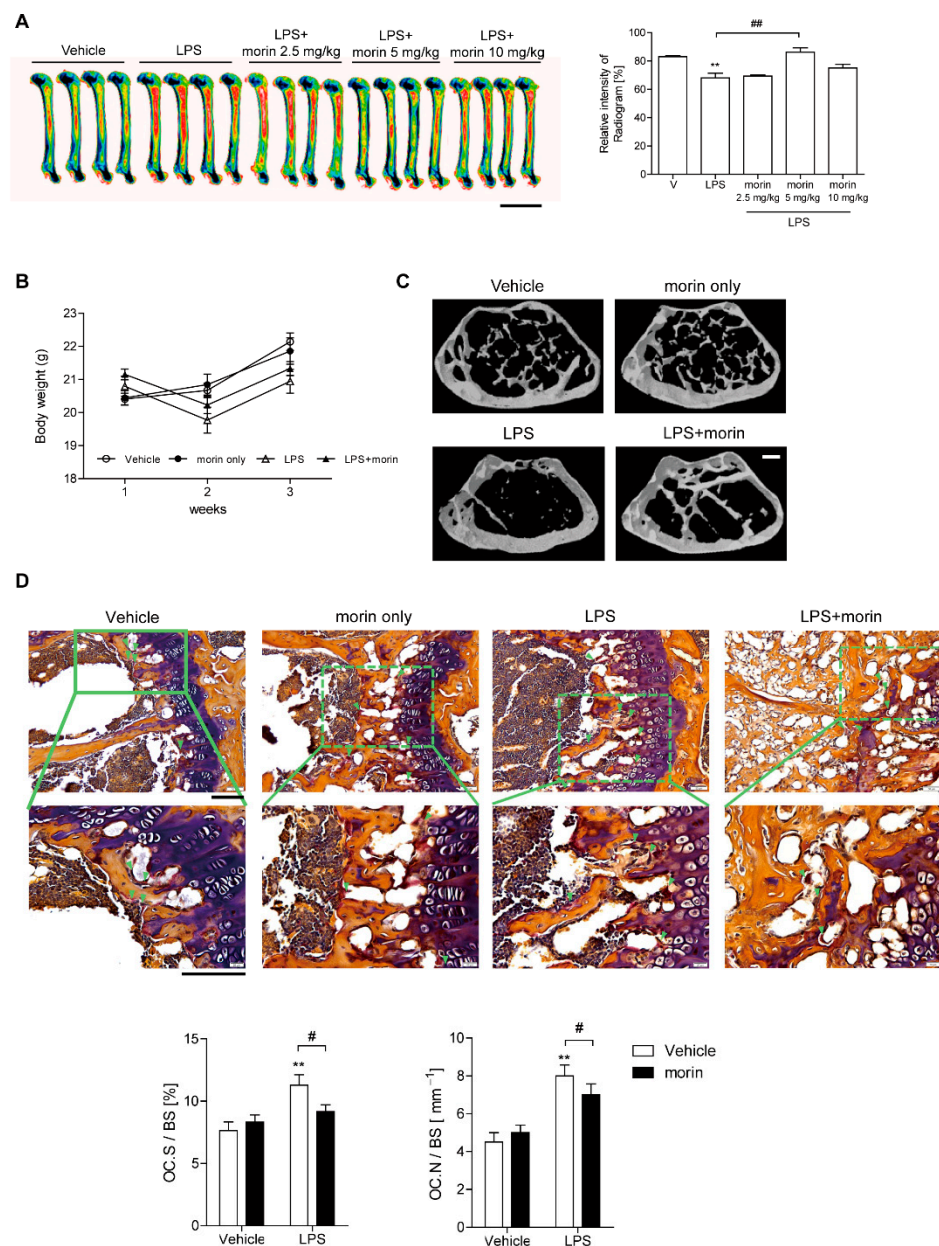 A
Vehicle
LPS
LPS+
morin 2.5 mg/kg
LPS+
morin 5 mg/kg
LPS+
morin 10 mg/kg
Relative intensity of
Radiogram [%]
100
80
60
40
20
0
**
##
V
LPS
morin
2.5 mg/kg
morin
5 mg/kg
morin
10 mg/kg
LPS
B
Body weight (g)
23
22
21
20
19
18
Vehicle
morin only
LPS
LPS+morin
1
2
3
weeks
C
Vehicle
morin only
LPS
LPS+morin
D
Vehicle
morin only
LPS
LPS+morin
OC.S / BS [%]
15
10
5
0
**
#
Vehicle
LPS
OC.N / BS [ mm⁻¹]
10
8
6
4
2
0
**
#
Vehicle
LPS
Vehicle
morin